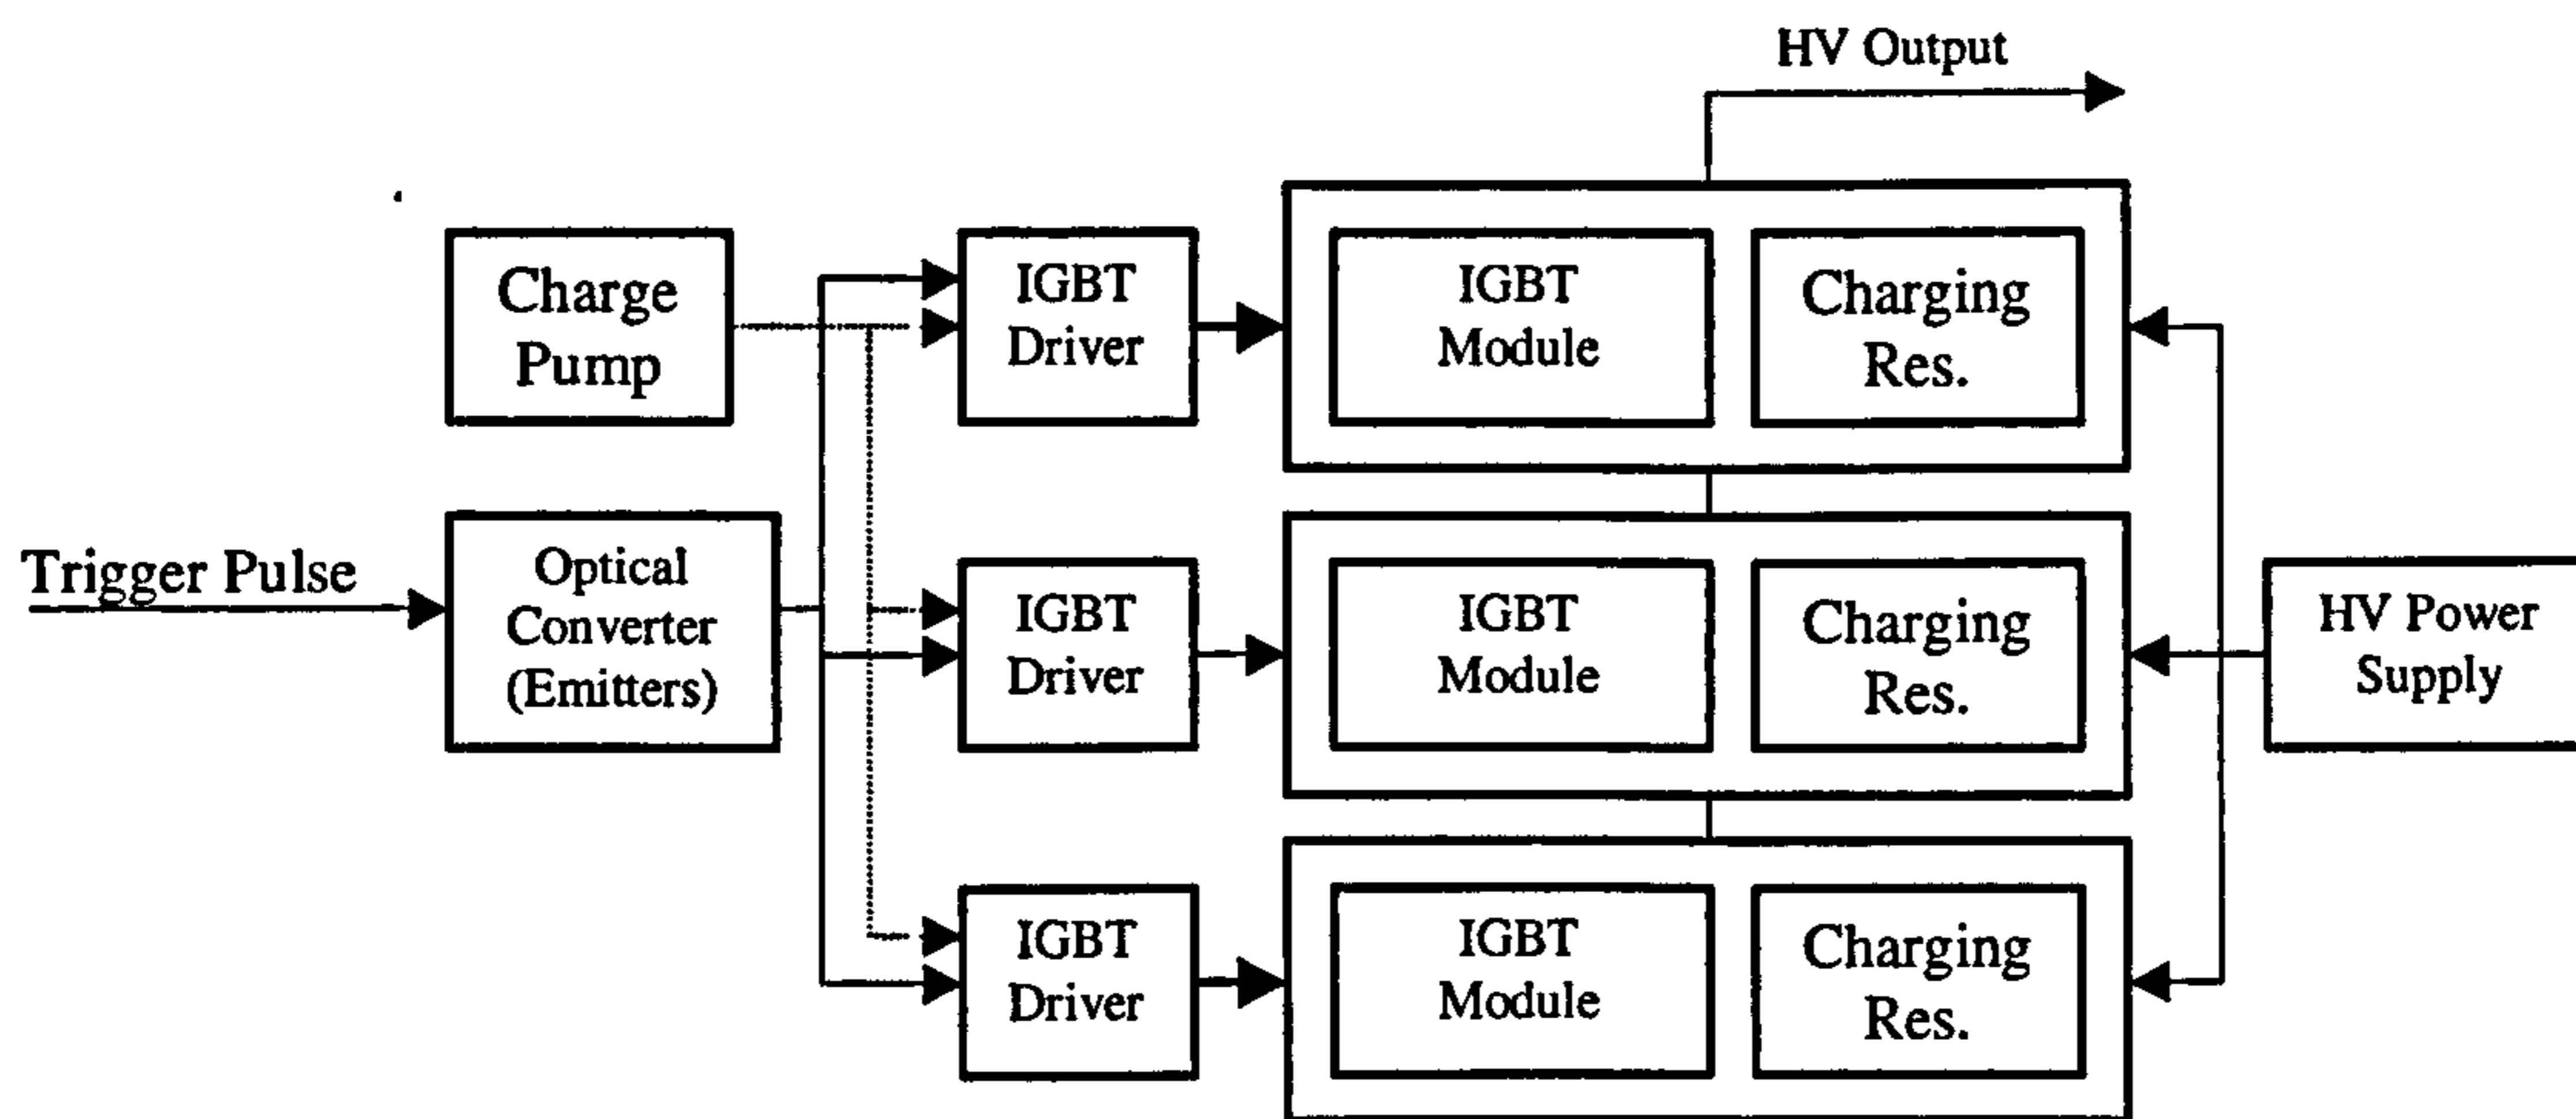 HV Output
Charge
Pump
IGBT
Driver
IGBT
Module
Charging
Res.
Trigger Pulse
Optical
Converter
(Emitters)
IGBT
Driver
IGBT
Module
Charging
Res.
HV Power
Supply
IGBT
Driver
IGBT
Module
Charging
Res.